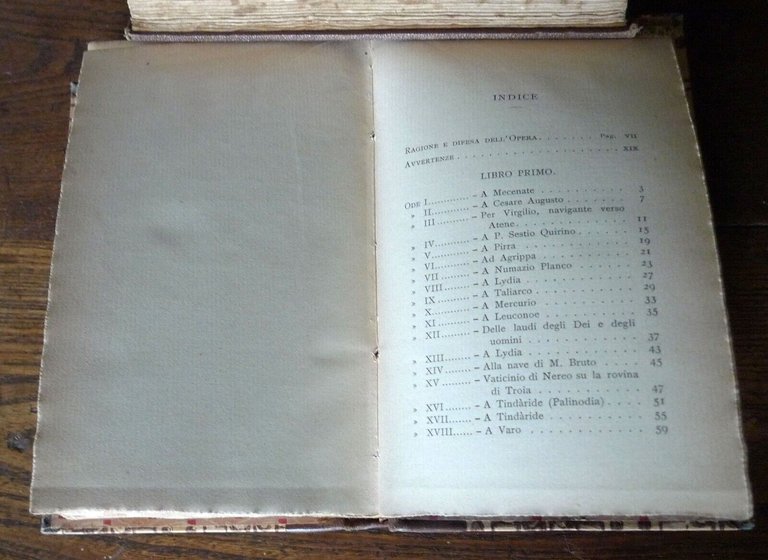 INDICE
RAGIONE E DIFESA DELL'OPERA. . . . . . . Pag. VII
AVVERTENZE. . . . . . . . . . . . . . . . . . . . XIX
LIBRO PRIMO.
ODE I............ – A Mecenate . . . . . . . . . . 3
» II........... – A Cesare Augusto . . . . . . 7
» III.......... – Per Virgilio, navigante verso
Atene . . . . . . . . . . . . . 11
» IV.......... – A P. Sestio Quirino . . . . . 15
» V........... – A Pirra . . . . . . . . . . . . 19
» VI.......... – Ad Agrippa . . . . . . . . . 21
» VII ........ – A Numazio Planco . . . . . . 23
» VIII........ – A Lydia . . . . . . . . . . . 27
» IX.......... – A Taliarco . . . . . . . . . . 29
» X........... – A Mercurio . . . . . . . . . 33
» XI .......... – A Leuconoe . . . . . . . . . 35
» XII......... – Delle laudi degli Dei e degli
uomini . . . . . . . . . . . . 37
» XIII........ – A Lydia . . . . . . . . . . . 43
» XIV........ – Alla nave di M. Bruto . . . . 45
» XV ........ – Vaticinio di Nereo su la rovina
di Troia . . . . . . . . . . . 47
» XVI ........ – A Tindàride (Palinodia) . . . . 51
» XVII....... – A Tindàride. . . . . . . . . . 55
» XVIII...... – A Varo . . . . . . . . . . . . 59